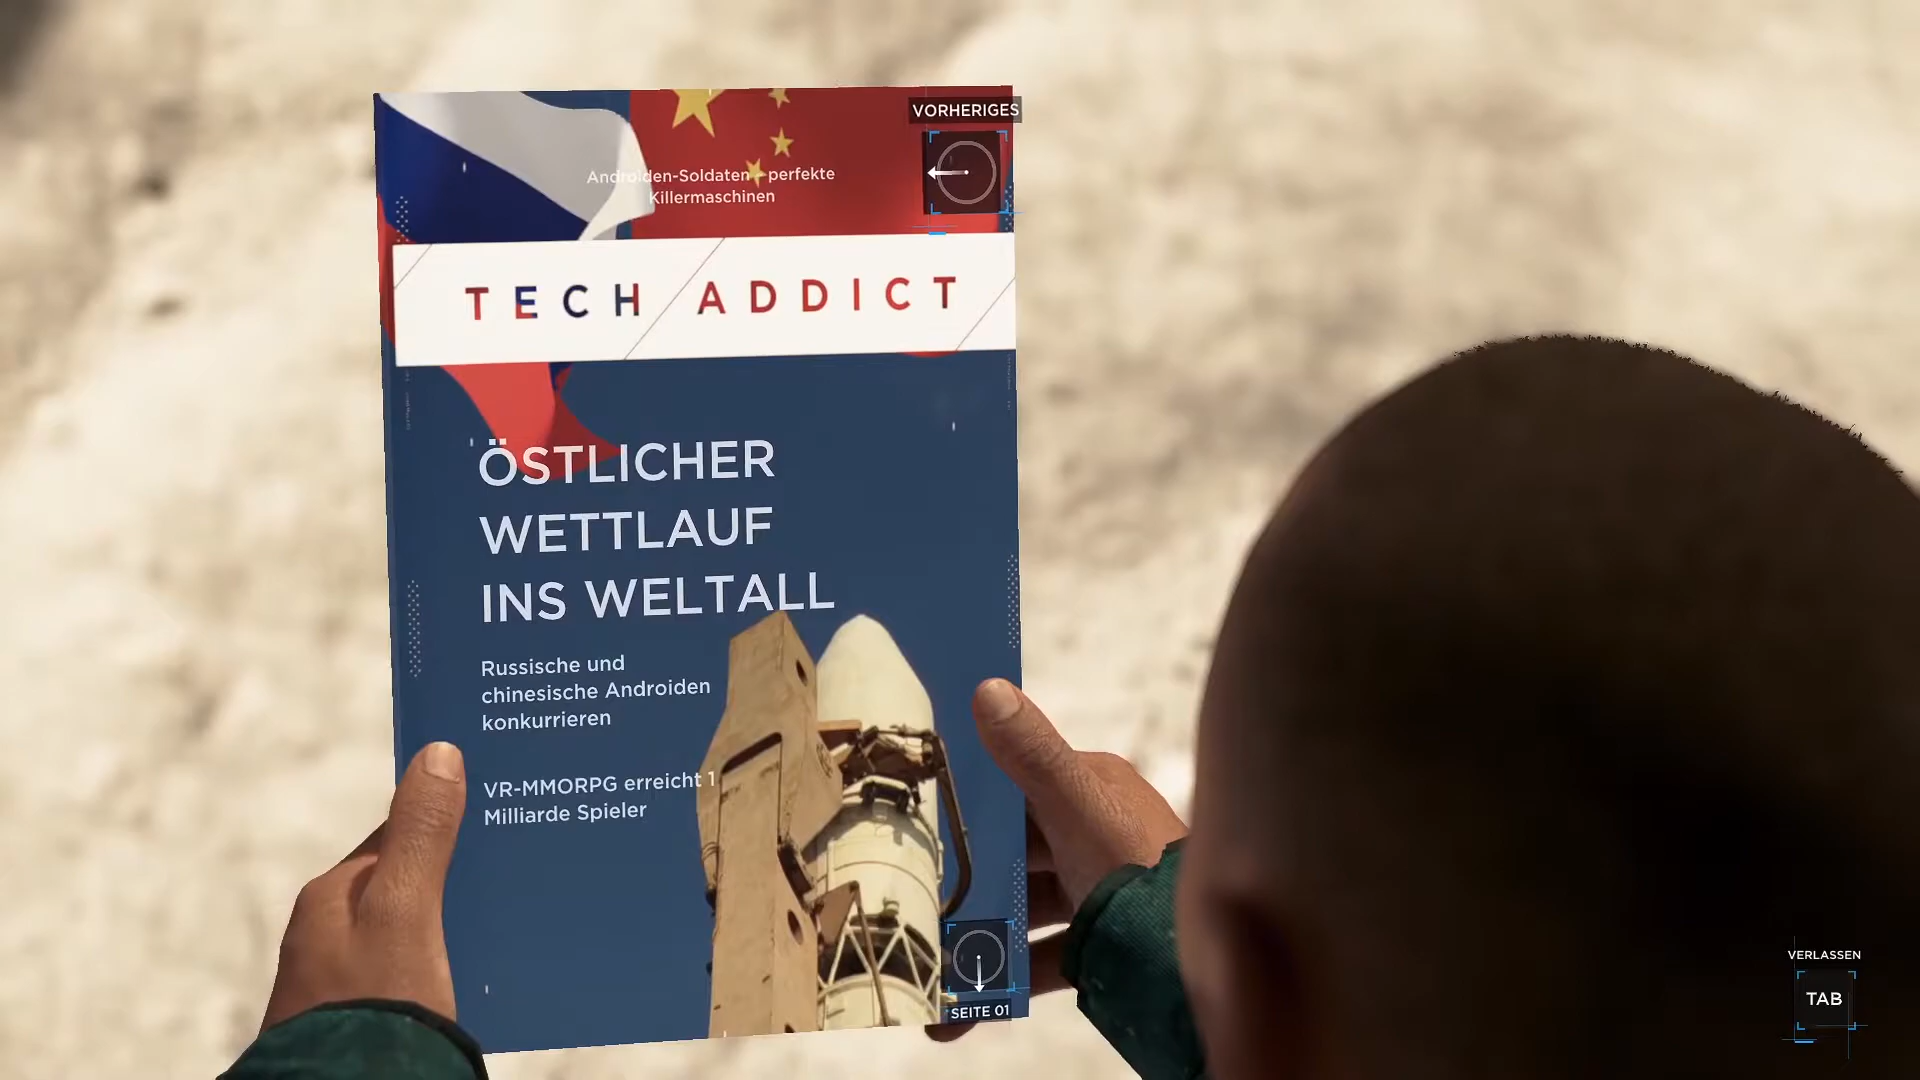 VORHERIGES
Androiden-Soldaten - perfekte
Killermaschinen
TECH ADDICT
ÖSTLICHER
WETTLAUF
INS WELTALL
Russische und
chinesische Androiden
konkurrieren
VR-MMORPG erreicht 1
Milliarde Spieler
SEITE 01
VERLASSEN
TAB